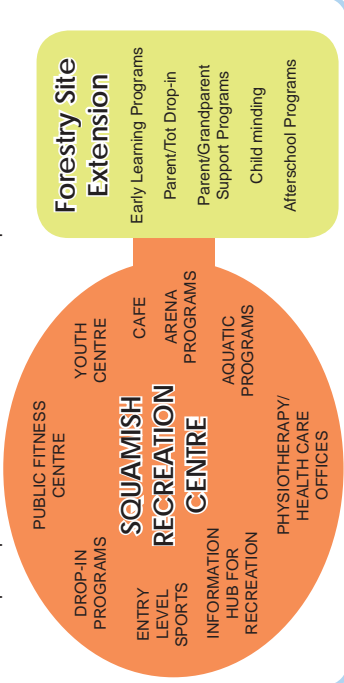 PUBLIC FITNESS
CENTRE
YOUTH
CENTRE
CAFE
ARENA
PROGRAMS
AQUATIC
PROGRAMS
PHYSIOTHERAPY/
HEALTH CARE
OFFICES
INFORMATION
HUB FOR
RECREATION
ENTRY
LEVEL
SPORTS
DROP-IN
PROGRAMS
SQUAMISH
RECREATION
CENTRE
Forestry Site
Extension
Early Learning Programs
Parent/Tot Drop-in
Parent/Grandparent
Support Programs
Child minding
Afterschool Programs